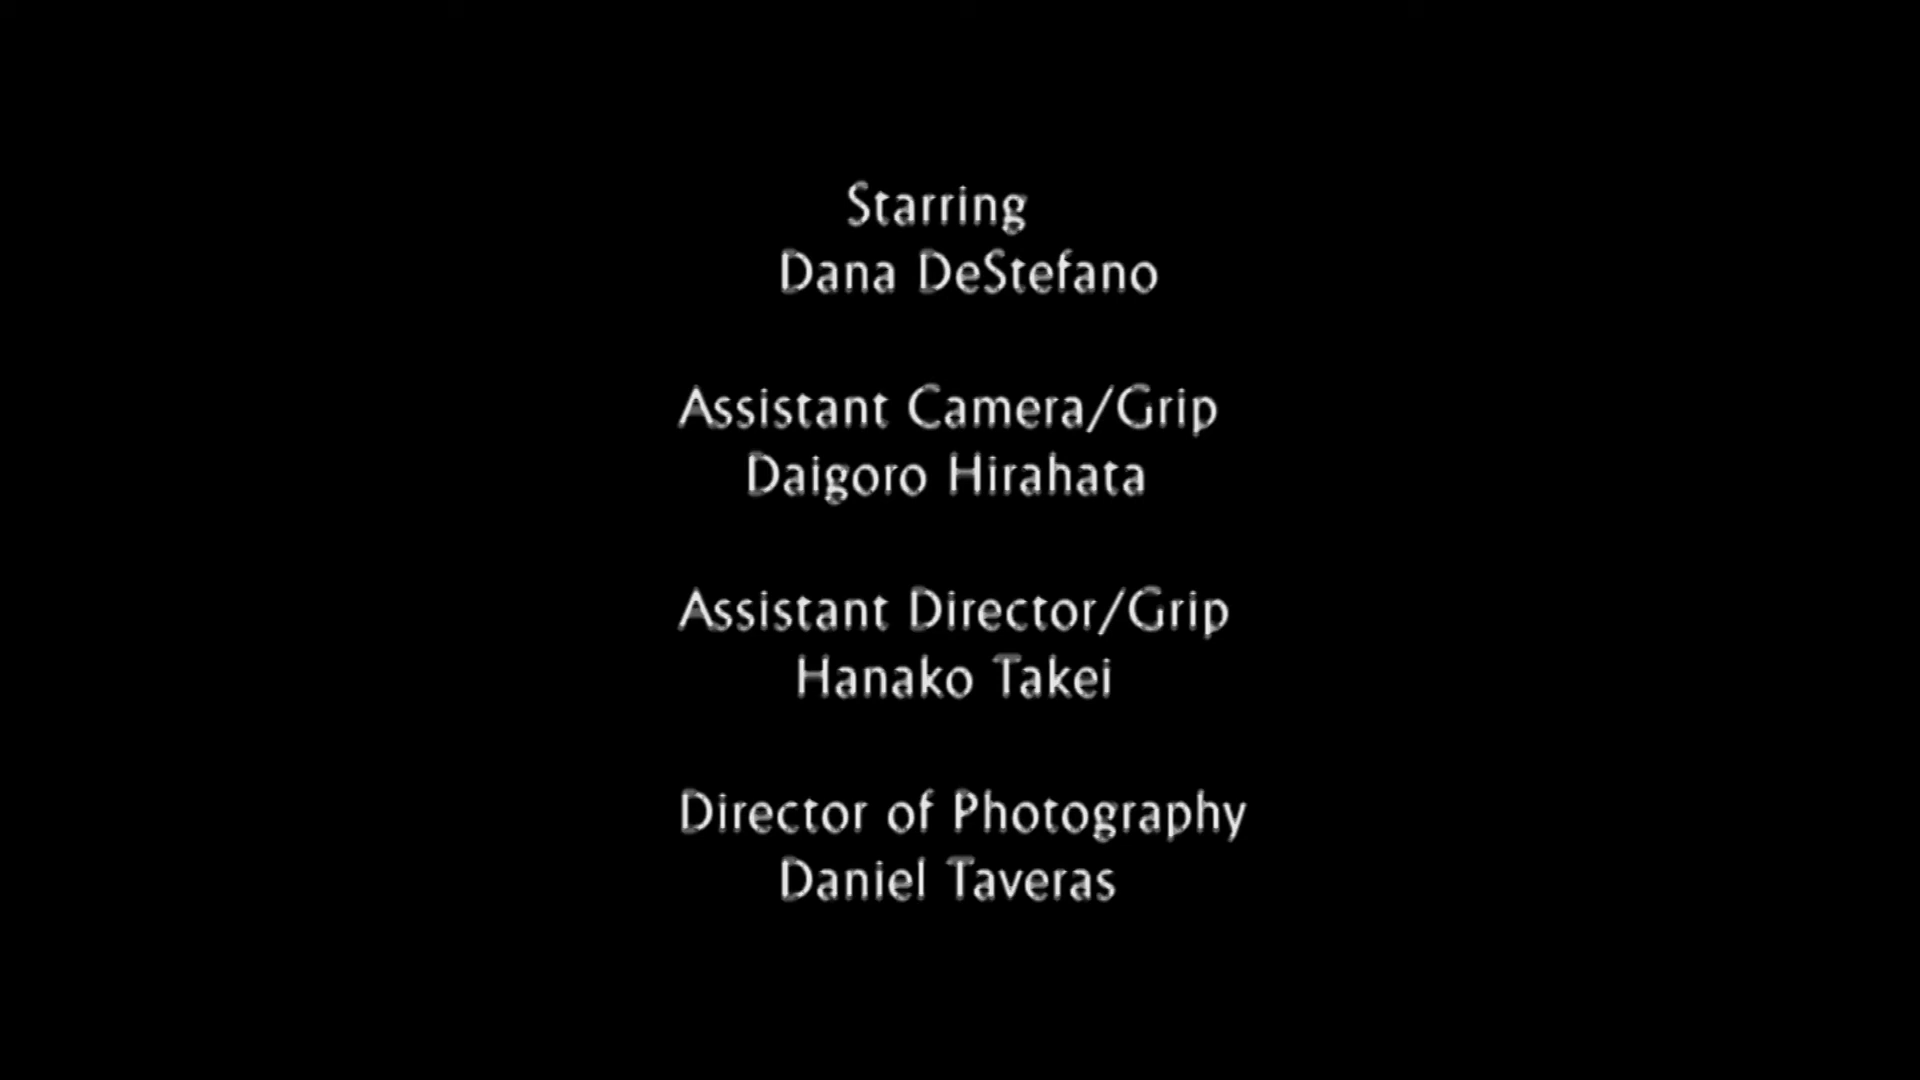 Starring
Dana DeStefano
Assistant Camera/Grip
Daigoro Hirahata
Assistant Director/Grip
Hanako Takei
Director of Photography
Daniel Taveras